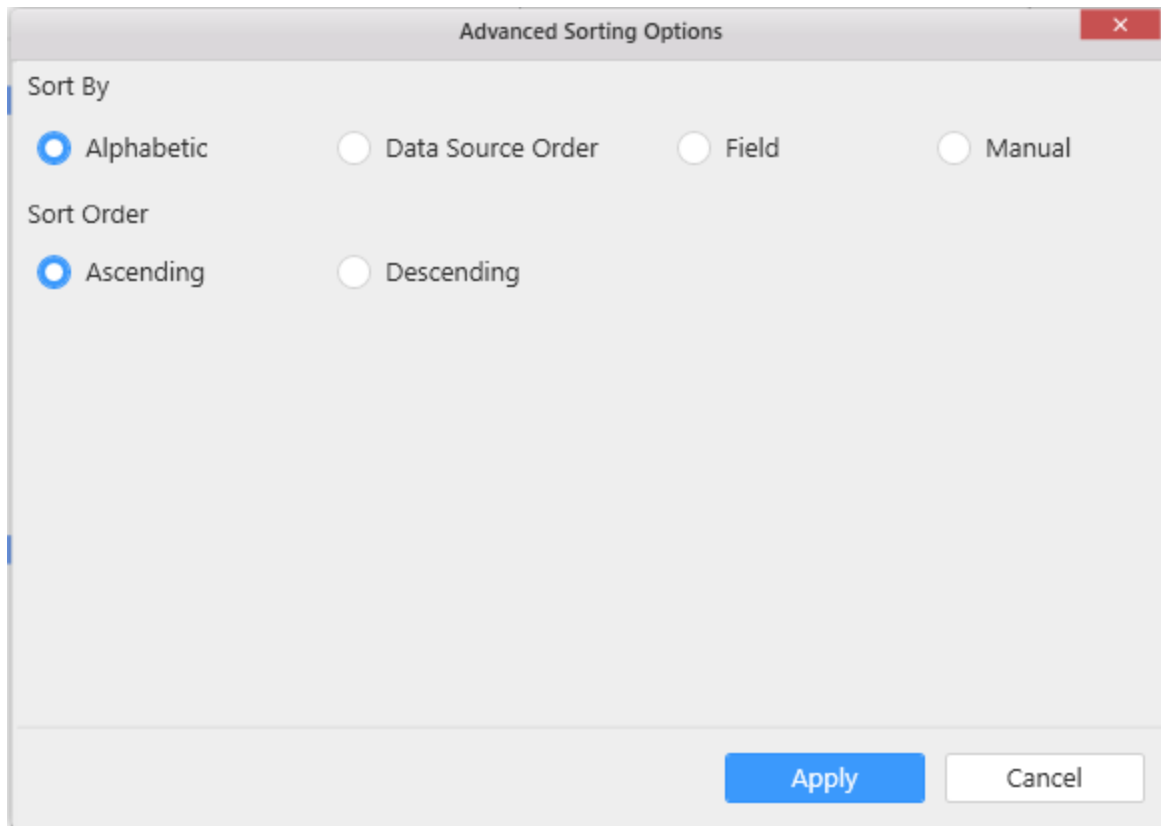 Advanced Sorting Options
Sort By
Alphabetic Data Source Order Field Manual
Sort Order
Ascending Descending
Apply Cancel